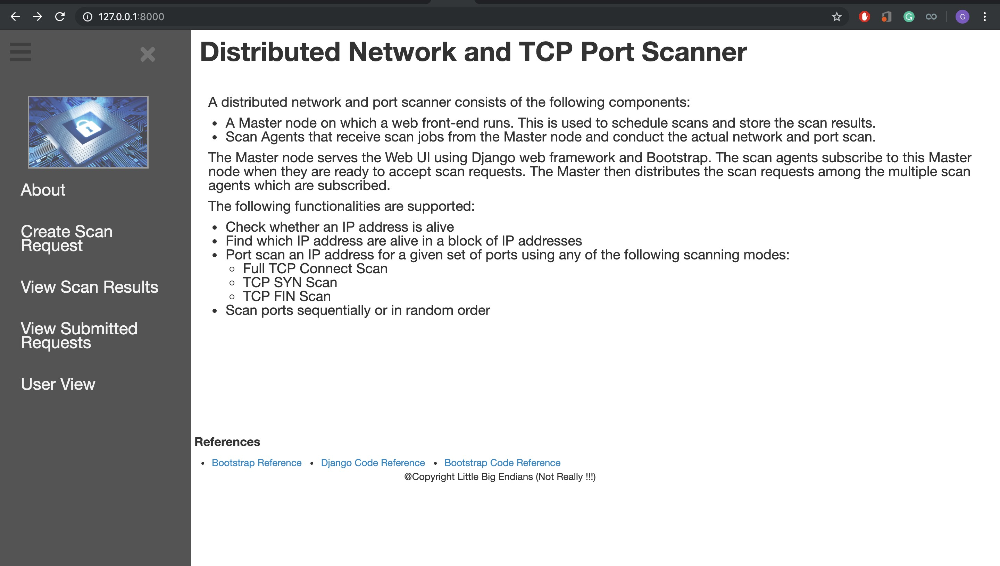 127.0.0.1:8000
G
Distributed Network and TCP Port Scanner
About
Create Scan
Request
View Scan Results
View Submitted
Requests
User View
A distributed network and port scanner consists of the following components:
• A Master node on which a web front-end runs. This is used to schedule scans and store the scan results.
• Scan Agents that receive scan jobs from the Master node and conduct the actual network and port scan.
The Master node serves the Web UI using Django web framework and Bootstrap. The scan agents subscribe to this Master
node when they are ready to accept scan requests. The Master then distributes the scan requests among the multiple scan
agents which are subscribed.
The following functionalities are supported:
• Check whether an IP address is alive
• Find which IP address are alive in a block of IP addresses
• Port scan an IP address for a given set of ports using any of the following scanning modes:
◦ Full TCP Connect Scan
◦ TCP SYN Scan
◦ TCP FIN Scan
• Scan ports sequentially or in random order
References
• Bootstrap Reference • Django Code Reference • Bootstrap Code Reference
@Copyright Little Big Endians (Not Really !!!)